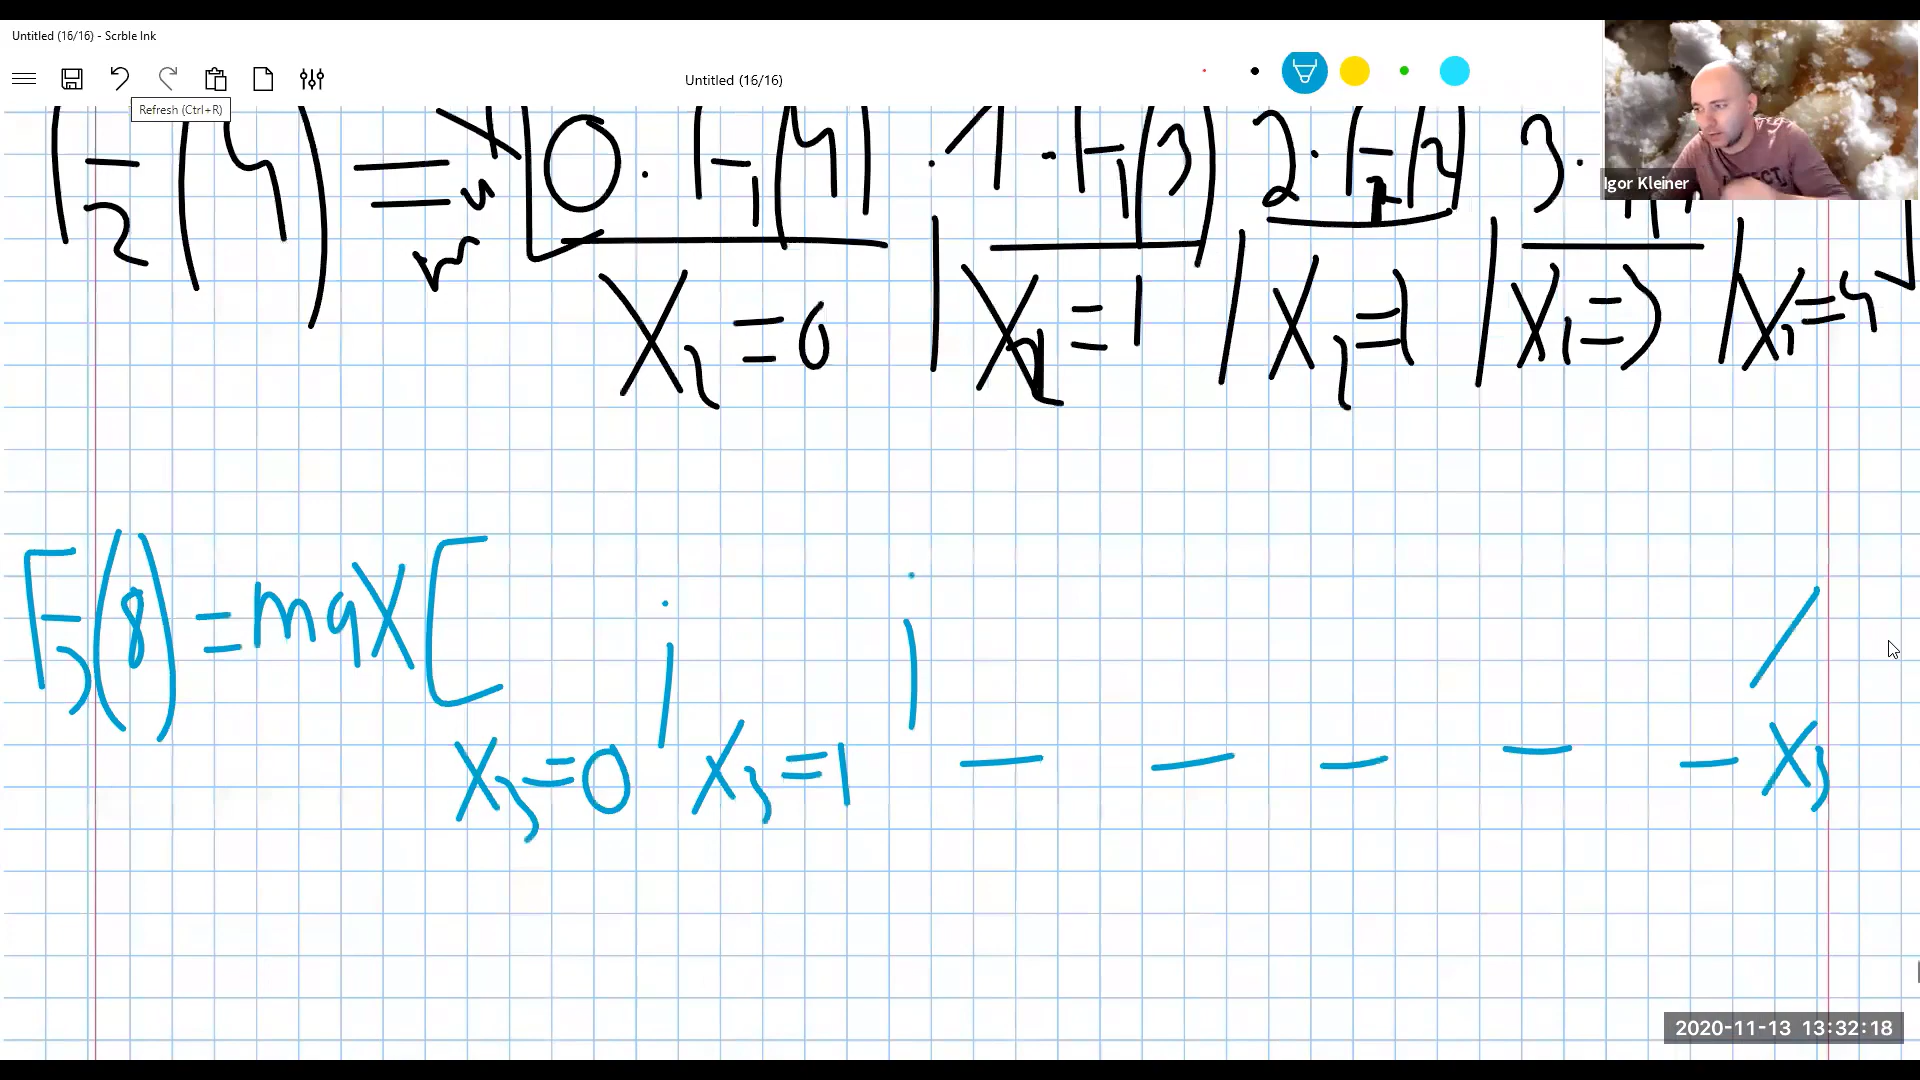 Untitled (16/16) - Scrble Ink
Untitled (16/16)
Refresh (Ctrl+R)
Igor Kleiner
F₂(4) = max [0·F₁(4) , 1·F₁(3) 2·F₁(2) 3·
X₂=0 | X₂=1 | X₂= | X₂=3 | X₂=4
F₃(8) = max [ ; ;
X₃=0 X₃=1 — — — — — X₃
2020-11-13 13:32:18